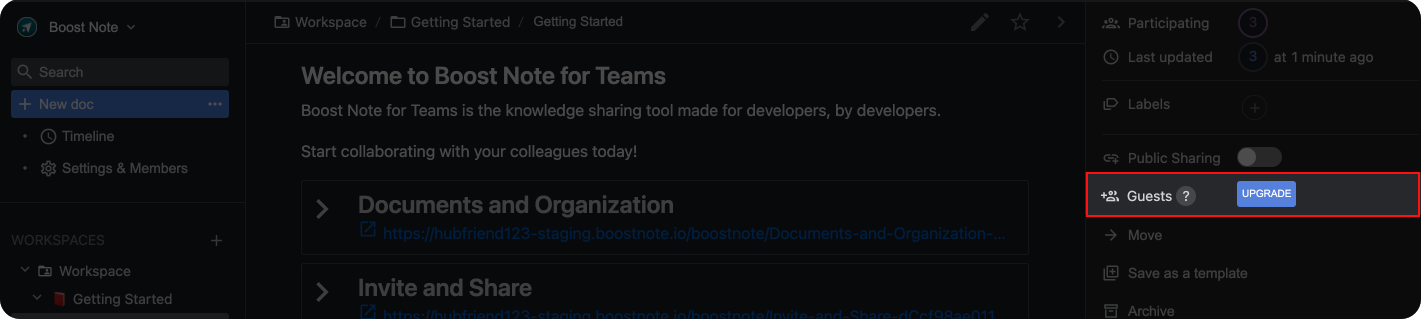 Boost Note
Search
New doc
Timeline
Settings & Members
WORKSPACES
Workspace
Getting Started
Workspace / Getting Started / Getting Started
Welcome to Boost Note for Teams
Boost Note for Teams is the knowledge sharing tool made for developers, by developers.
Start collaborating with your colleagues today!
Documents and Organization
https://hubfriend123-staging.boostnote.io/boostnote/Documents-and-Organization-...
Invite and Share
https://hubfriend123-staging.boostnote.io/boostnote/Invite-and-Share-dCcf98ae011
Participating 3
Last updated 3 at 1 minute ago
Labels
Public Sharing
Guests ? UPGRADE
Move
Save as a template
Archive